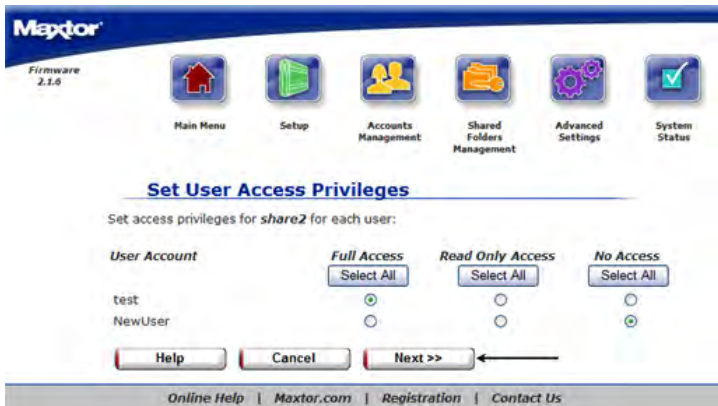 Maxtor
Firmware
2.1.6
Main Menu
Setup
Accounts
Management
Shared
Folders
Management
Advanced
Settings
System
Status
Set User Access Privileges
Set access privileges for share2 for each user:
User Account Full Access Read Only Access No Access
Select All Select All Select All
test
NewUser
Help Cancel Next >>
Online Help | Maxtor.com | Registration | Contact Us